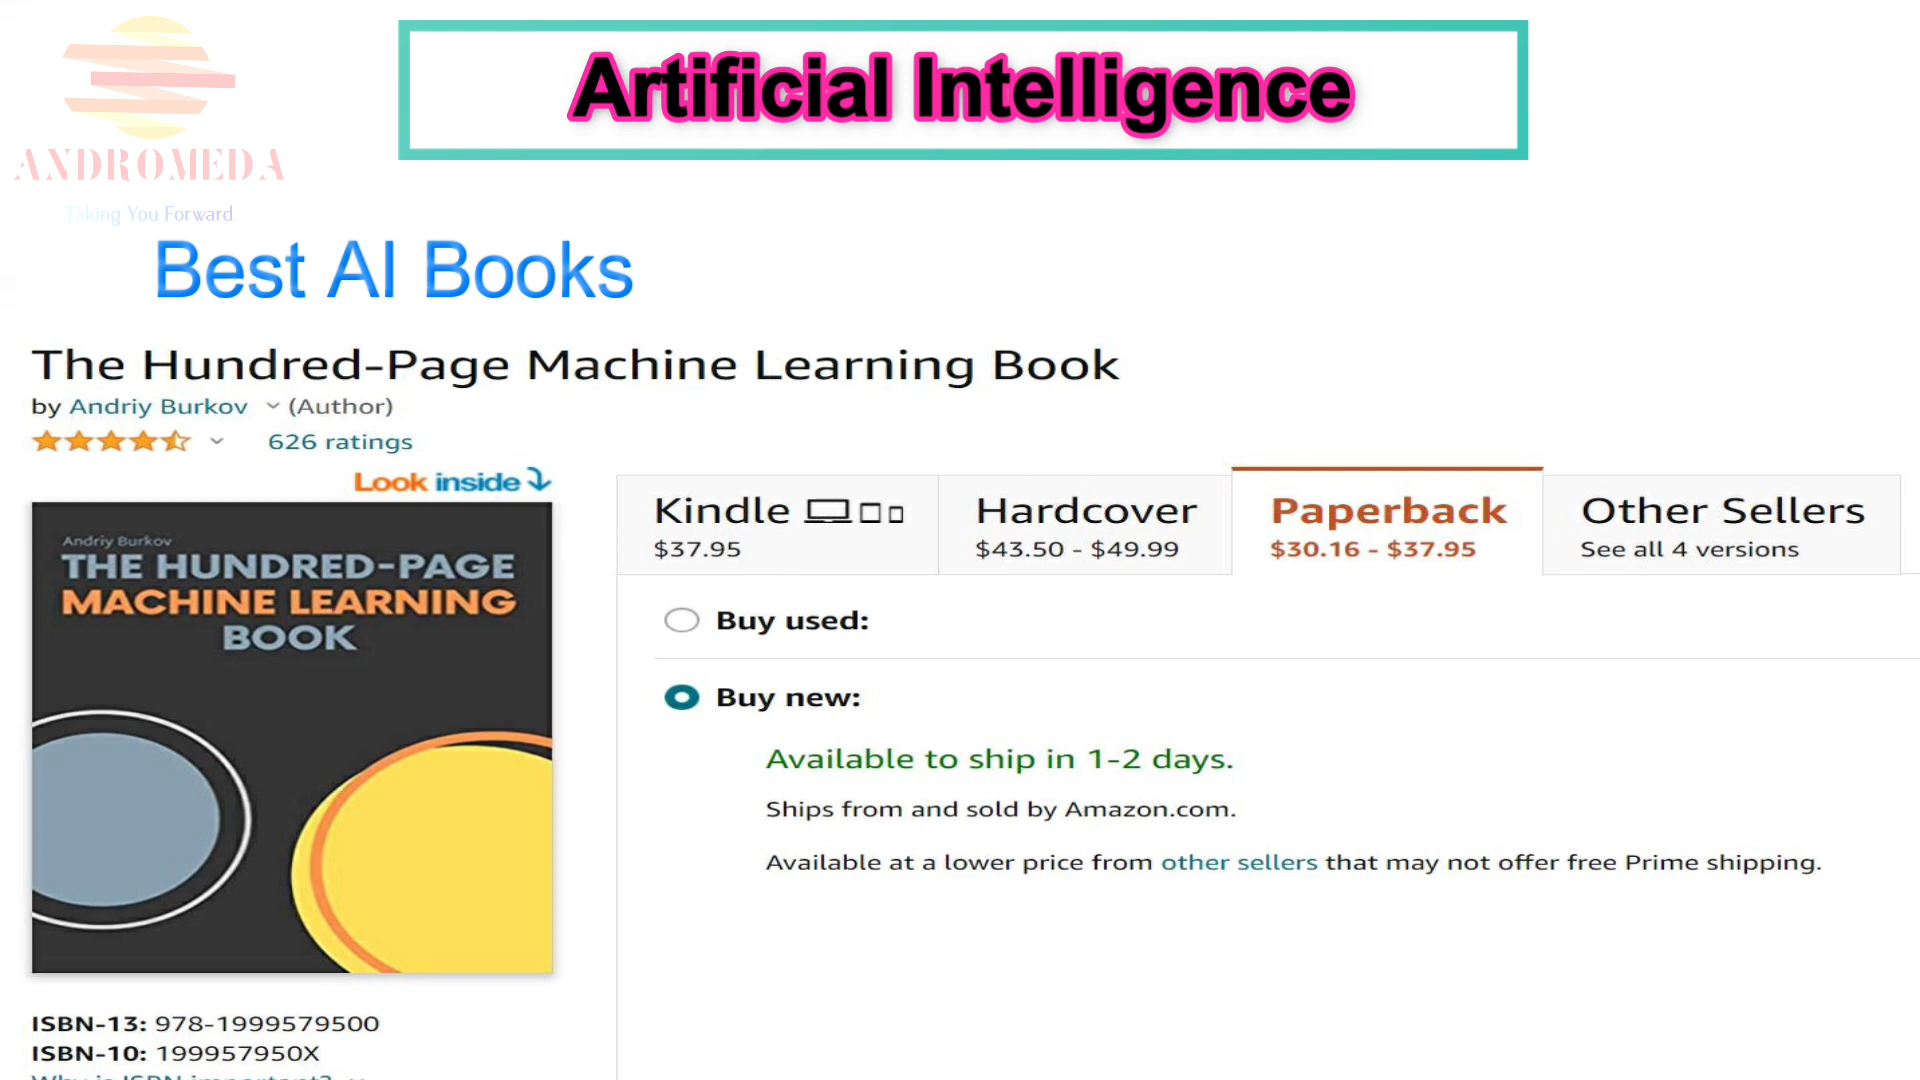 ANDROMEDA
Taking You Forward
Artificial Intelligence
Best AI Books
The Hundred-Page Machine Learning Book
by Andriy Burkov (Author)
626 ratings
Look inside
Andriy Burkov
THE HUNDRED-PAGE
MACHINE LEARNING
BOOK
ISBN-13: 978-1999579500
ISBN-10: 199957950X
Why is ISBN important?
Kindle
$37.95
Hardcover
$43.50 - $49.99
Paperback
$30.16 - $37.95
Other Sellers
See all 4 versions
Buy used:
Buy new:
Available to ship in 1-2 days.
Ships from and sold by Amazon.com.
Available at a lower price from other sellers that may not offer free Prime shipping.